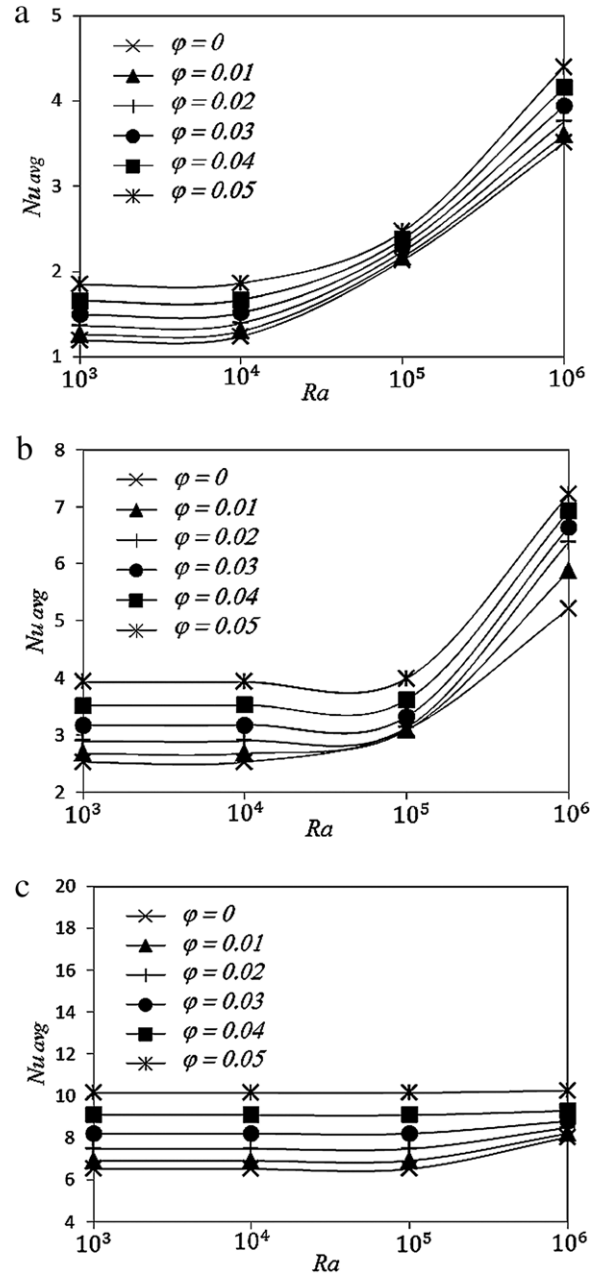 a
5
4
3
2
1
Nu avg
φ = 0
φ = 0.01
φ = 0.02
φ = 0.03
φ = 0.04
φ = 0.05
10³ 10⁴ 10⁵ 10⁶
Ra
b
8
7
6
5
4
3
2
Nu avg
φ = 0
φ = 0.01
φ = 0.02
φ = 0.03
φ = 0.04
φ = 0.05
10³ 10⁴ 10⁵ 10⁶
Ra
c
20
18
16
14
12
10
8
6
4
Nu avg
φ = 0
φ = 0.01
φ = 0.02
φ = 0.03
φ = 0.04
φ = 0.05
10³ 10⁴ 10⁵ 10⁶
Ra